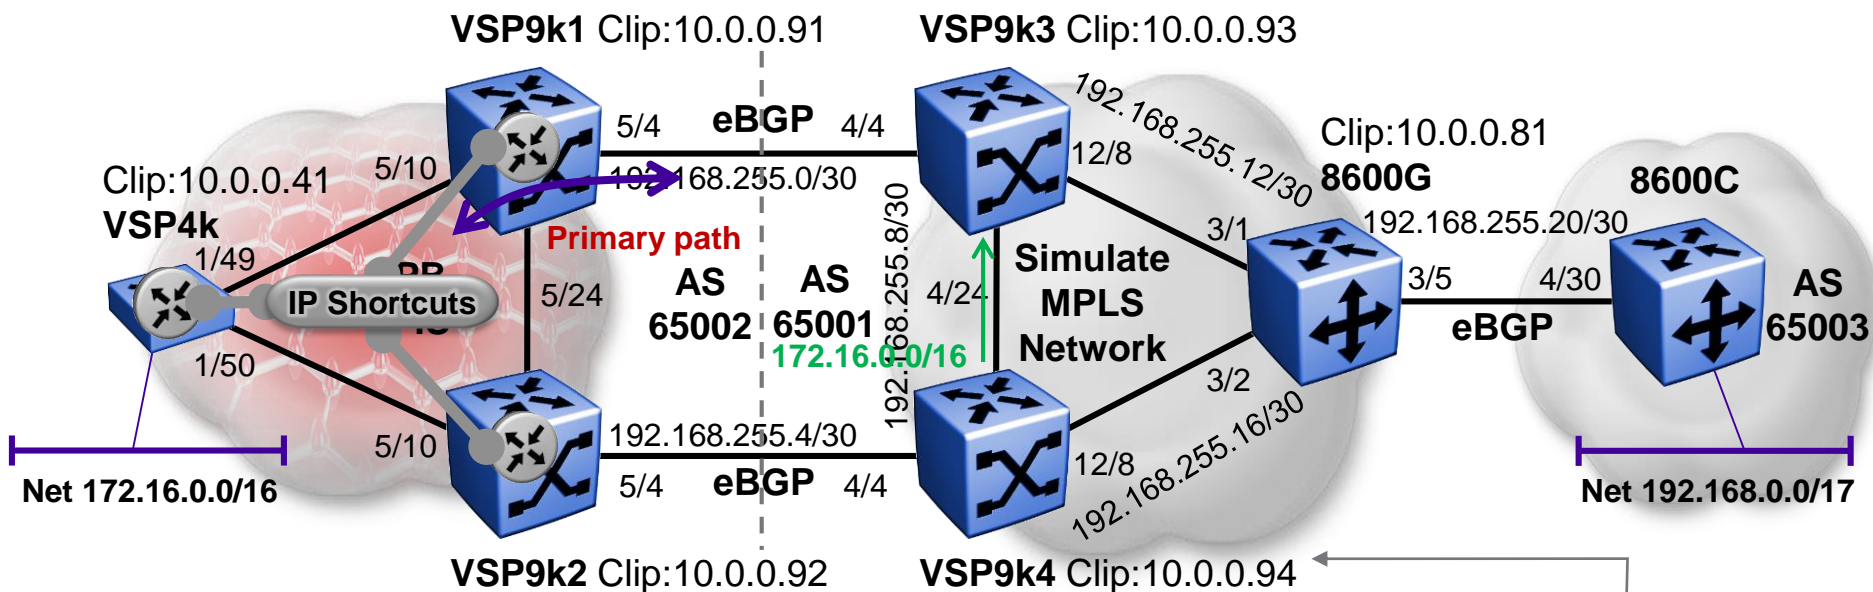 VSP9k1 Clip:10.0.0.91
VSP9k3 Clip:10.0.0.93
5/4
eBGP
4/4
192.168.255.0/30
12/8
192.168.255.12/30
Clip:10.0.0.81
8600G
8600C
Clip:10.0.0.41
VSP4k
5/10
1/49
Primary path
IP Shortcuts
5/24
AS
65002
AS
65001
172.16.0.0/16
192.168.255.8/30
4/24
Simulate
MPLS
Network
3/1
192.168.255.20/30
3/5
4/30
eBGP
AS
65003
1/50
5/10
3/2
192.168.255.4/30
5/4
eBGP
4/4
12/8
192.168.255.16/30
Net 172.16.0.0/16
Net 192.168.0.0/17
VSP9k2 Clip:10.0.0.92
VSP9k4 Clip:10.0.0.94